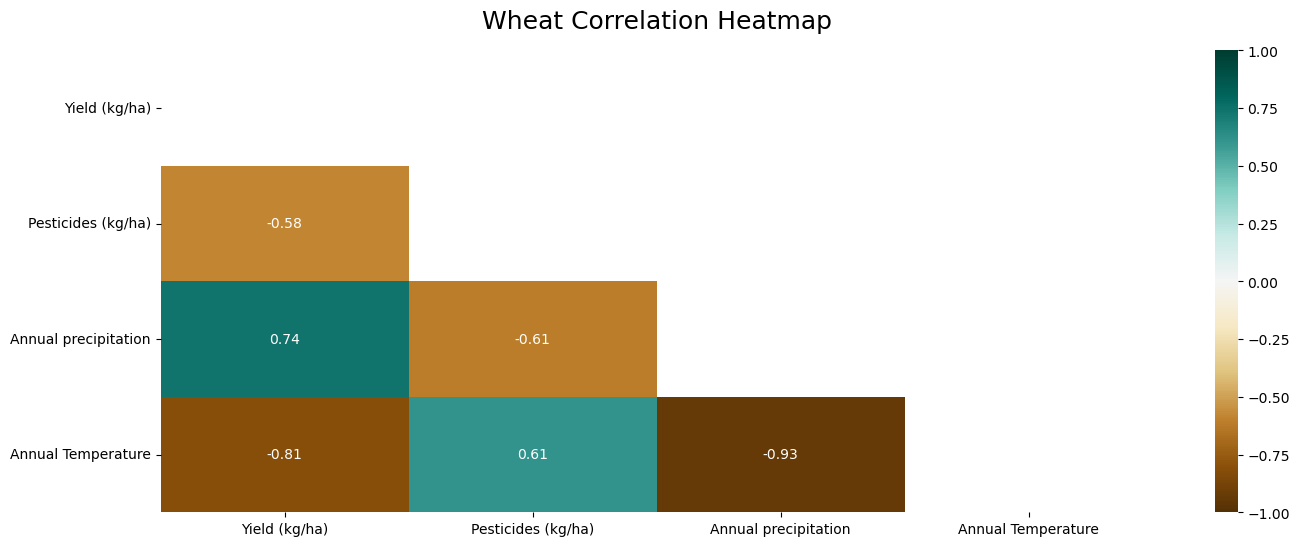 Wheat Correlation Heatmap
1.00
Yield (kg/ha)
0.75
0.50
Pesticides (kg/ha)
-0.58
0.25
0.00
Annual precipitation
0.74
-0.61
−0.25
−0.50
Annual Temperature
-0.81
0.61
-0.93
−0.75
−1.00
Yield (kg/ha)
Pesticides (kg/ha)
Annual precipitation
Annual Temperature